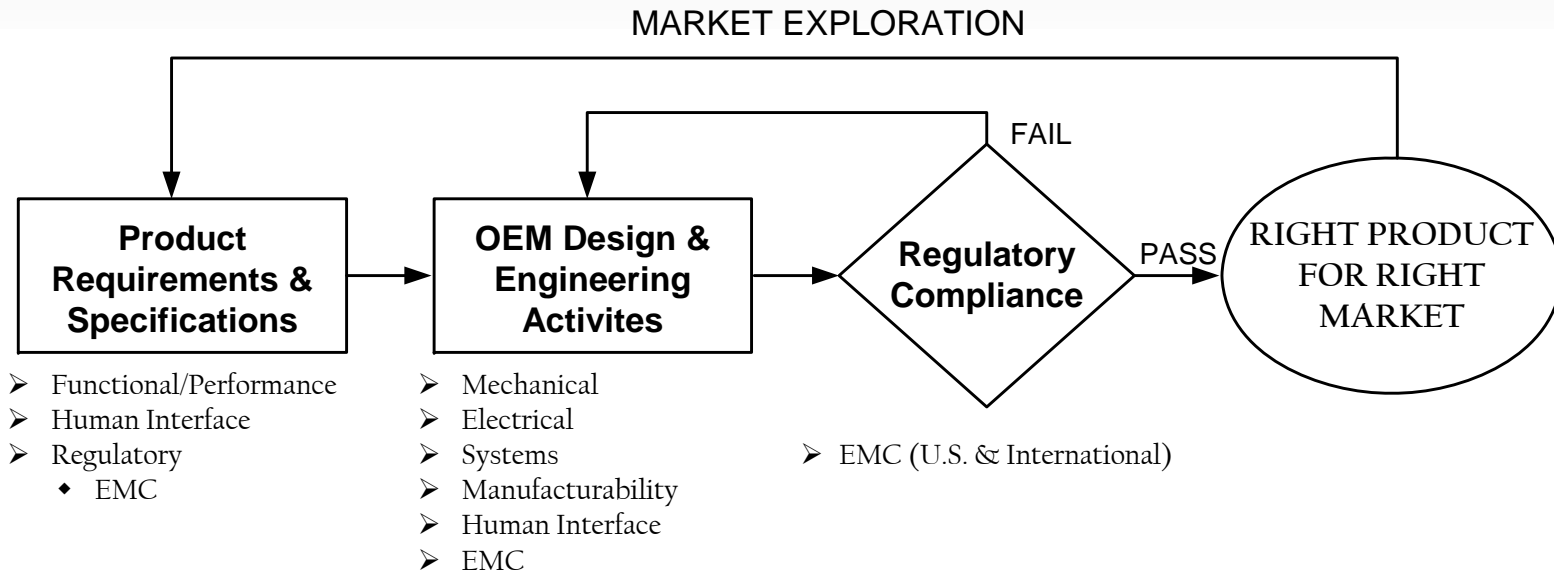 MARKET EXPLORATION
FAIL
Product
Requirements &
Specifications
OEM Design &
Engineering
Activites
Regulatory
Compliance
PASS
RIGHT PRODUCT
FOR RIGHT
MARKET
➢ Functional/Performance
➢ Human Interface
➢ Regulatory
◆ EMC
➢ Mechanical
➢ Electrical
➢ Systems
➢ Manufacturability
➢ Human Interface
➢ EMC
➢ EMC (U.S. & International)